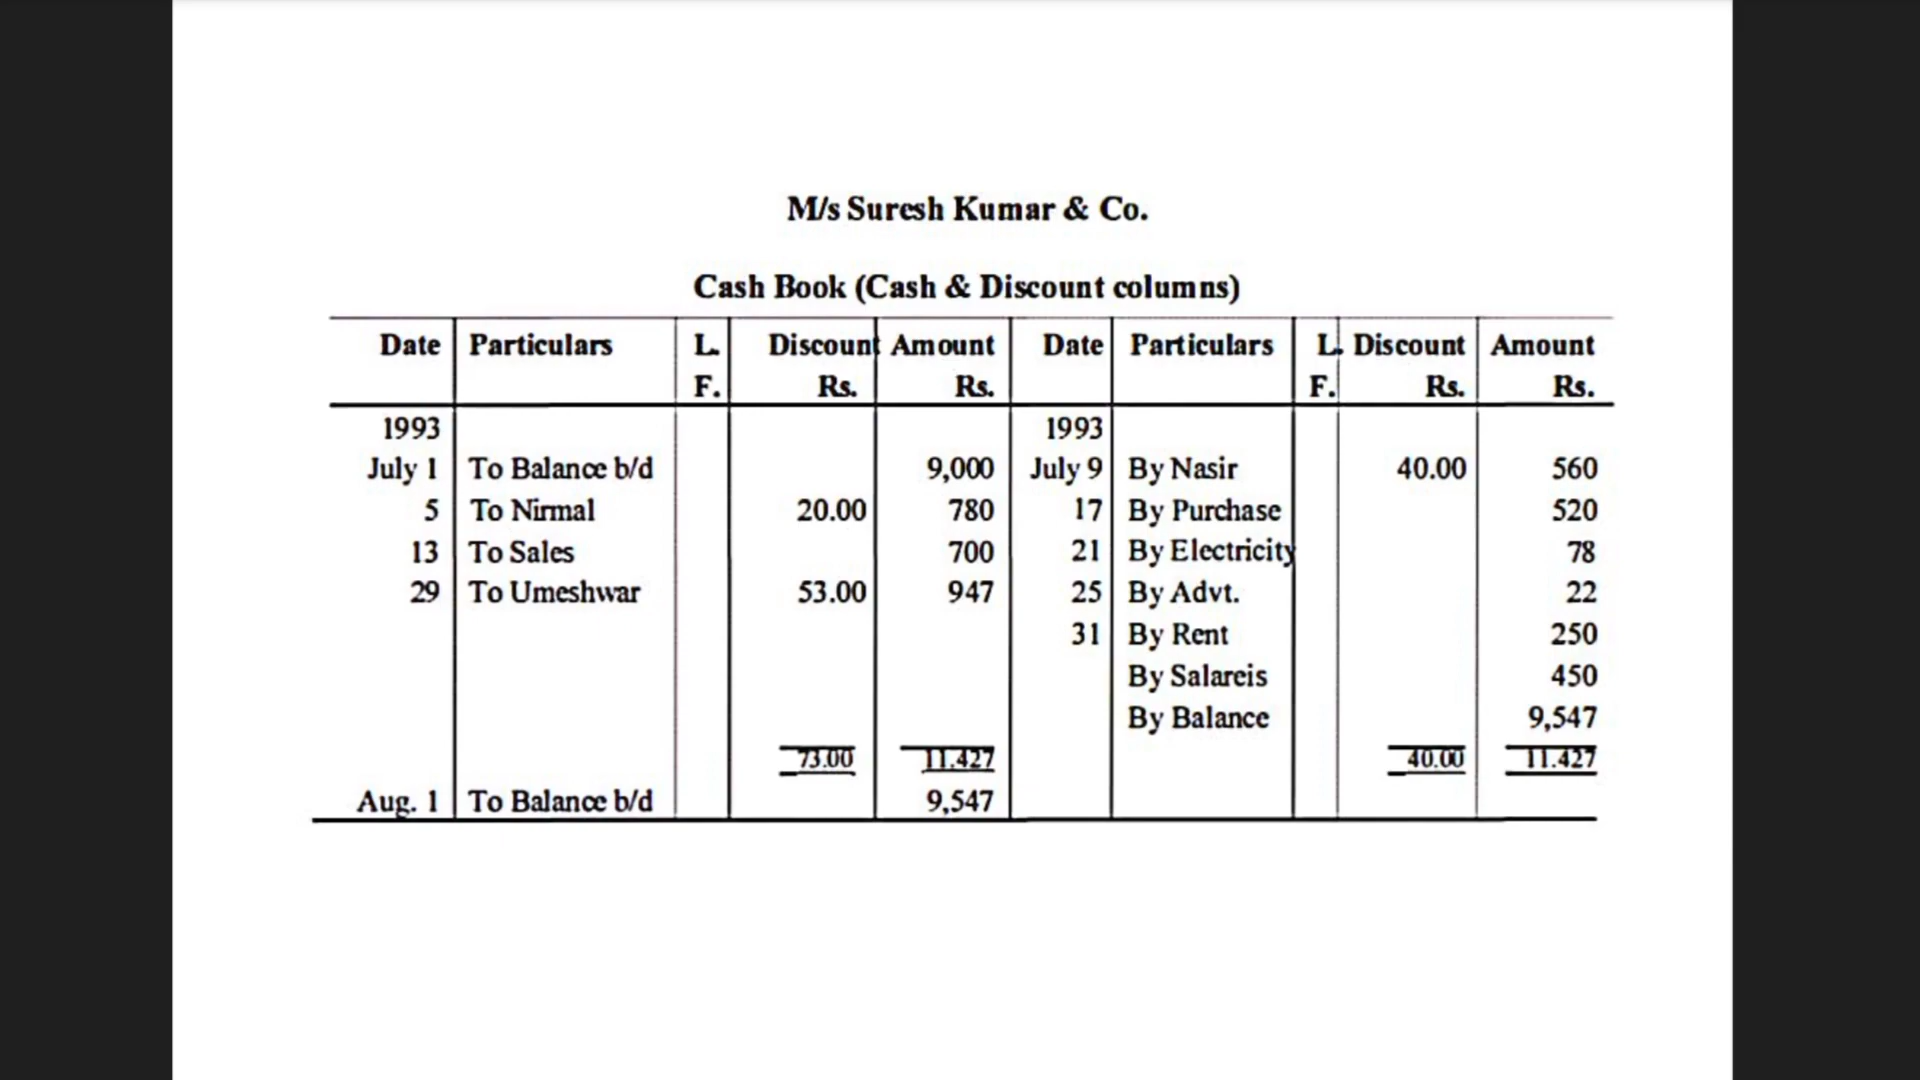 M/s Suresh Kumar & Co.
Cash Book (Cash & Discount columns)
Date Particulars L. Discount Amount Date Particulars L. Discount Amount
F. Rs. Rs. F. Rs. Rs.
1993 1993
July 1 To Balance b/d 9,000 July 9 By Nasir 40.00 560
5 To Nirmal 20.00 780 17 By Purchase 520
13 To Sales 700 21 By Electricity 78
29 To Umeshwar 53.00 947 25 By Advt. 22
31 By Rent 250
By Salareis 450
By Balance 9,547
73.00 11.427 40.00 11.427
Aug. 1 To Balance b/d 9,547